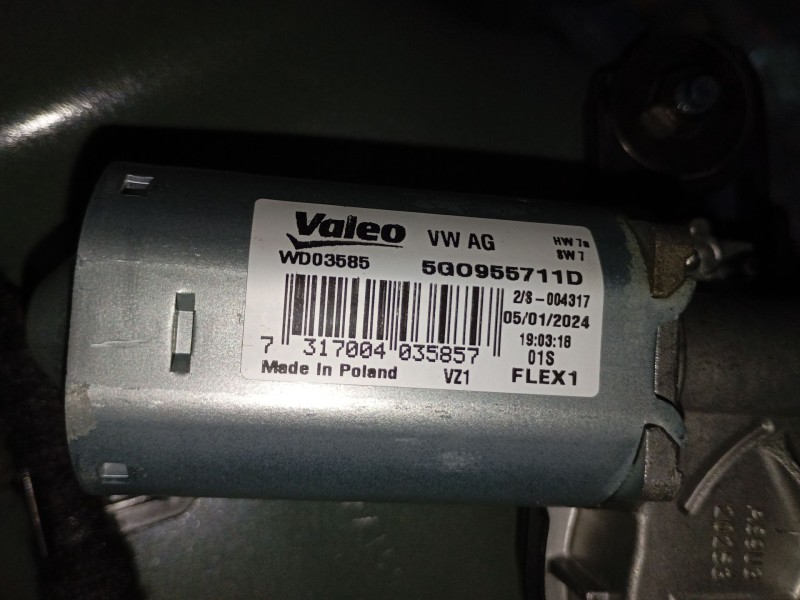 Valeo VW AG HW 7a
SW 7
WD03585 5G0955711D
2/S-004317
05/01/2024
19:03:18
7 317004 035857 01S
Made In Poland VZ1 FLEX1